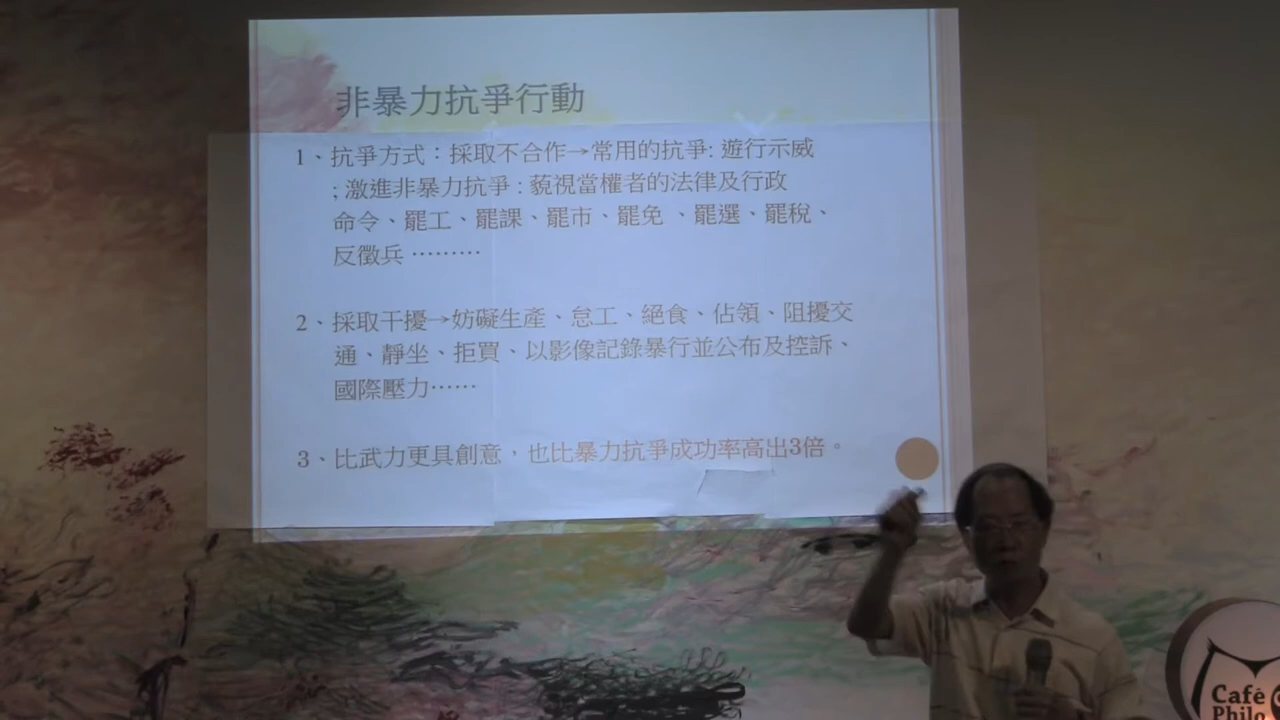 非暴力抗爭行動
1、抗爭方式：採取不合作→常用的抗爭: 遊行示威
; 激進非暴力抗爭 : 藐視當權者的法律及行政
命令、罷工、罷課、罷市、罷免 、罷選、罷稅、
反徵兵 ………
2、採取干擾→妨礙生產、怠工、絕食、佔領、阻擾交
通、靜坐、拒買、以影像記錄暴行並公布及控訴、
國際壓力……
3、比武力更具創意，也比暴力抗爭成功率高出3倍。
Café
Philo